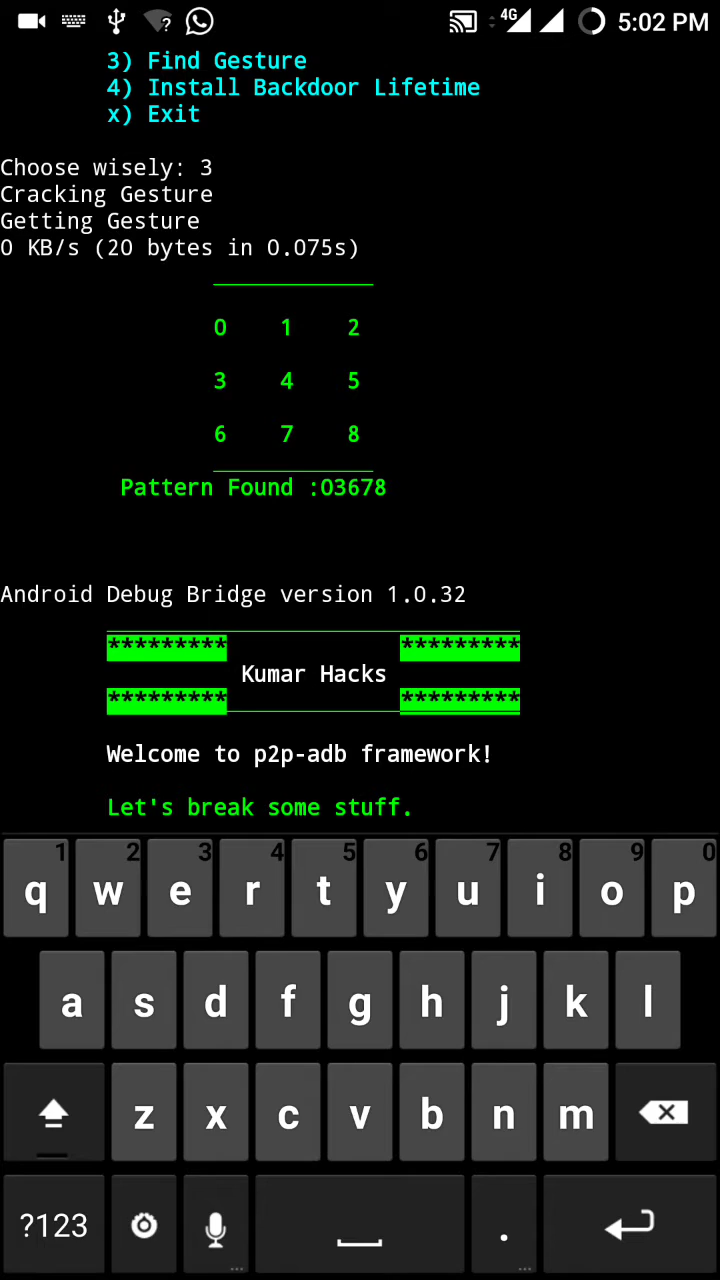 5:02 PM
4G
?
3) Find Gesture
4) Install Backdoor Lifetime
x) Exit
Choose wisely: 3
Cracking Gesture
Getting Gesture
0 KB/s (20 bytes in 0.075s)
0 1 2
3 4 5
6 7 8
Pattern Found :03678
Android Debug Bridge version 1.0.32
********* *********
Kumar Hacks
********* *********
Welcome to p2p-adb framework!
Let's break some stuff.
1 2 3 4 5 6 7 8 9 0
q w e r t y u i o p
a s d f g h j k l
z x c v b n m
?123 . ... ...